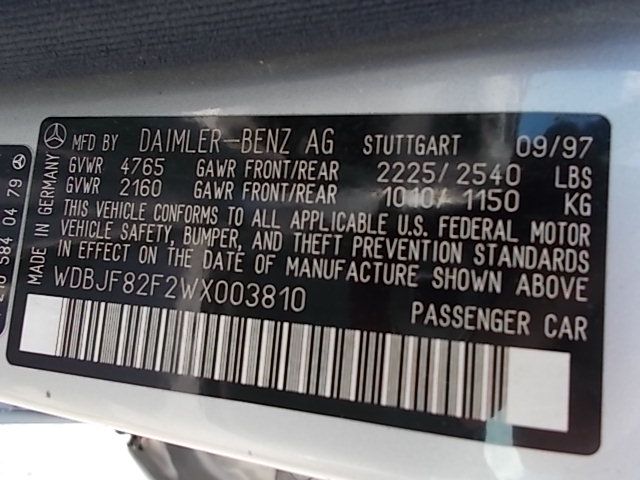 MFD BY DAIMLER-BENZ AG STUTTGART 09/97
GVWR 4765 GAWR FRONT/REAR 2225/2540 LBS
GVWR 2160 GAWR FRONT/REAR 1010/1150 KG
THIS VEHICLE CONFORMS TO ALL APPLICABLE U.S. FEDERAL MOTOR
VEHICLE SAFETY, BUMPER, AND THEFT PREVENTION STANDARDS
IN EFFECT ON THE DATE OF MANUFACTURE SHOWN ABOVE
WDBJF82F2WX003810
PASSENGER CAR
MADE IN GERMANY
584 04 79